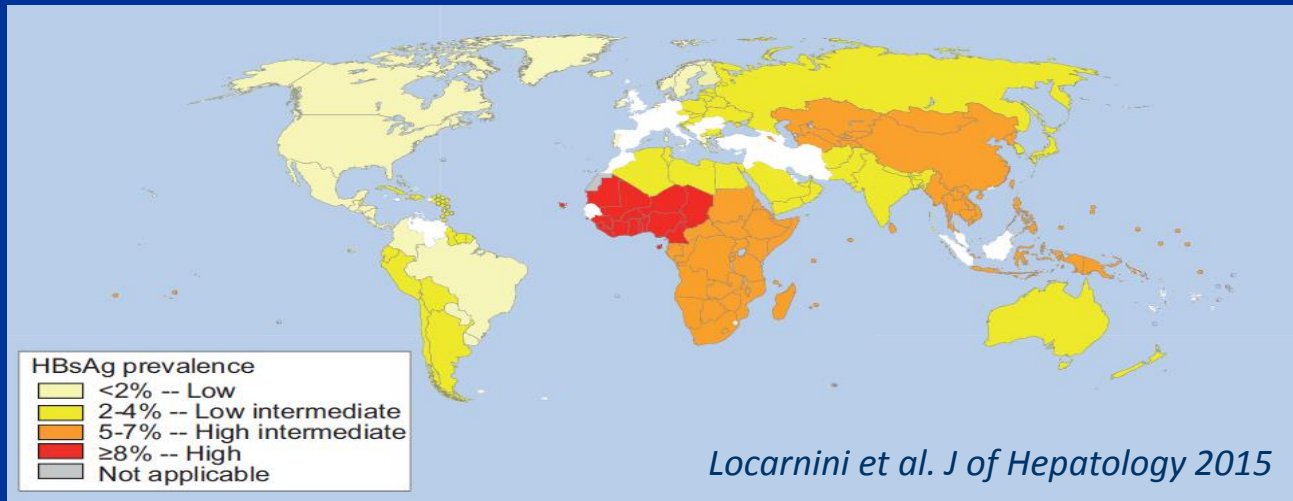 HBsAg prevalence
<2% -- Low
2-4% -- Low intermediate
5-7% -- High intermediate
≥8% -- High
Not applicable
Locarnini et al. J of Hepatology 2015